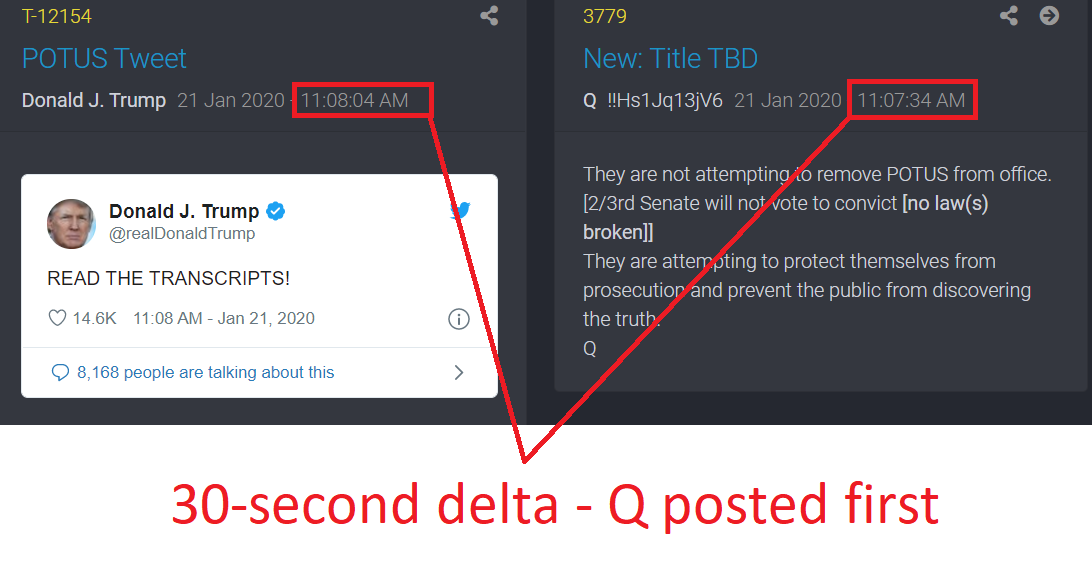 T-12154
POTUS Tweet
Donald J. Trump 21 Jan 2020 - 11:08:04 AM
Donald J. Trump
@realDonaldTrump
READ THE TRANSCRIPTS!
14.6K 11:08 AM - Jan 21, 2020
8,168 people are talking about this
3779
New: Title TBD
Q !!Hs1Jq13jV6 21 Jan 2020 11:07:34 AM
They are not attempting to remove POTUS from office.
[2/3rd Senate will not vote to convict [no law(s)
broken]]
They are attempting to protect themselves from
prosecution and prevent the public from discovering
the truth.
Q
30-second delta - Q posted first